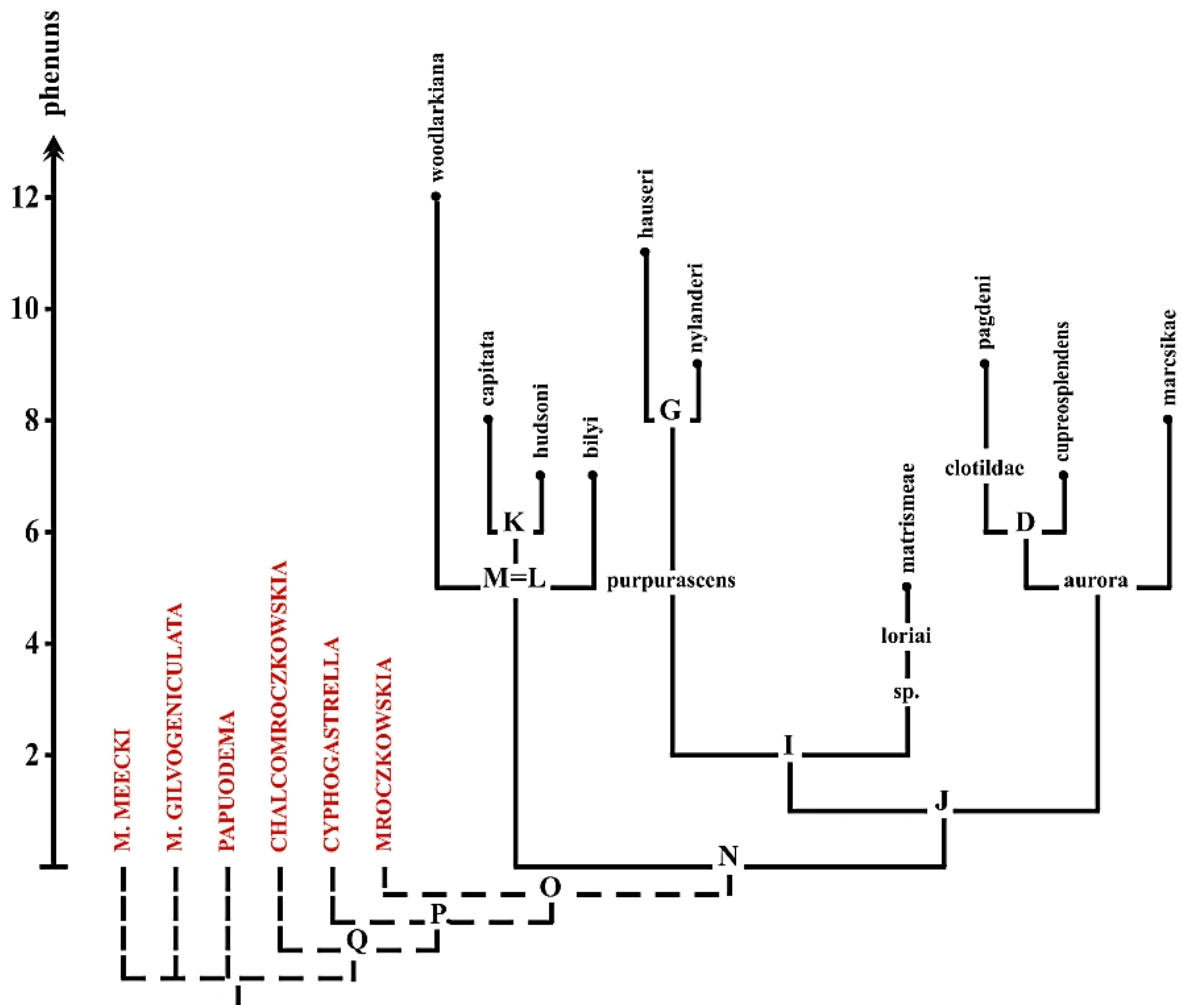 phenuns
12
10
8
6
4
2
woodlarkiana
hauseri
nylanderi
pagdeni
cupreosplendens
marcsikae
capitata
hudsoni
bilyi
G
clotildae
matrismeae
K
D
M=L
purpurascens
aurora
loriai
sp.
I
J
N
M. MEECKI
M. GILVOGENICULATA
PAPUODEMA
CHALCOMROCZKOWSKIA
CYPHOGASTRELLA
MROCZKOWSKIA
O
P
Q